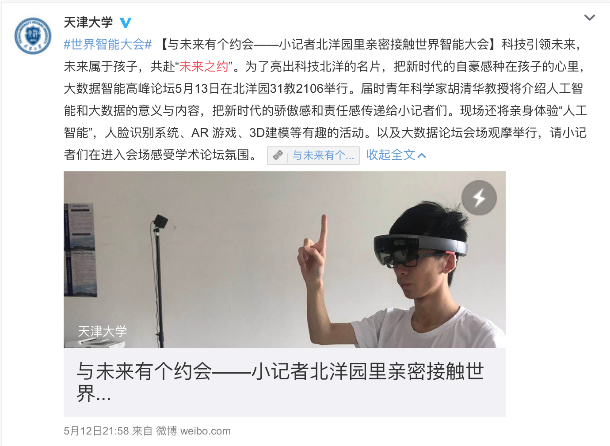 天津大学
#世界智能大会# 【与未来有个约会——小记者北洋园里亲密接触世界智能大会】科技引领未来，
未来属于孩子，共赴“未来之约”。为了亮出科技北洋的名片，把新时代的自豪感种在孩子的心里，
大数据智能高峰论坛5月13日在北洋园31教2106举行。届时青年科学家胡清华教授将介绍人工智
能和大数据的意义与内容，把新时代的骄傲感和责任感传递给小记者们。现场还将亲身体验“人工
智能”，人脸识别系统、AR 游戏、3D建模等有趣的活动。以及大数据论坛会场观摩举行，请小记
者们在进入会场感受学术论坛氛围。 与未来有个... 收起全文
天津大学
与未来有个约会——小记者北洋园里亲密接触世
界...
5月12日21:58 来自 微博 weibo.com